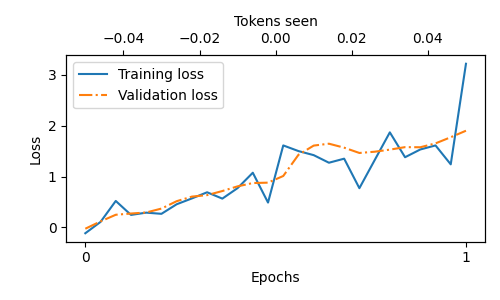 Tokens seen
−0.04 −0.02 0.00 0.02 0.04
Training loss
Validation loss
3
2
1
0
Loss
0 1
Epochs